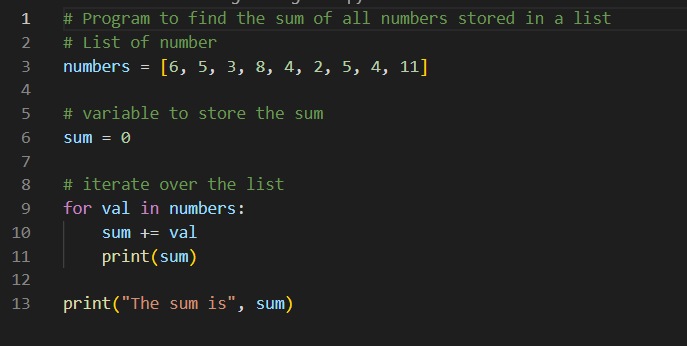 1 # Program to find the sum of all numbers stored in a list
2 # List of number
3 numbers = [6, 5, 3, 8, 4, 2, 5, 4, 11]
4
5 # variable to store the sum
6 sum = 0
7
8 # iterate over the list
9 for val in numbers:
10     sum += val
11     print(sum)
12
13 print("The sum is", sum)